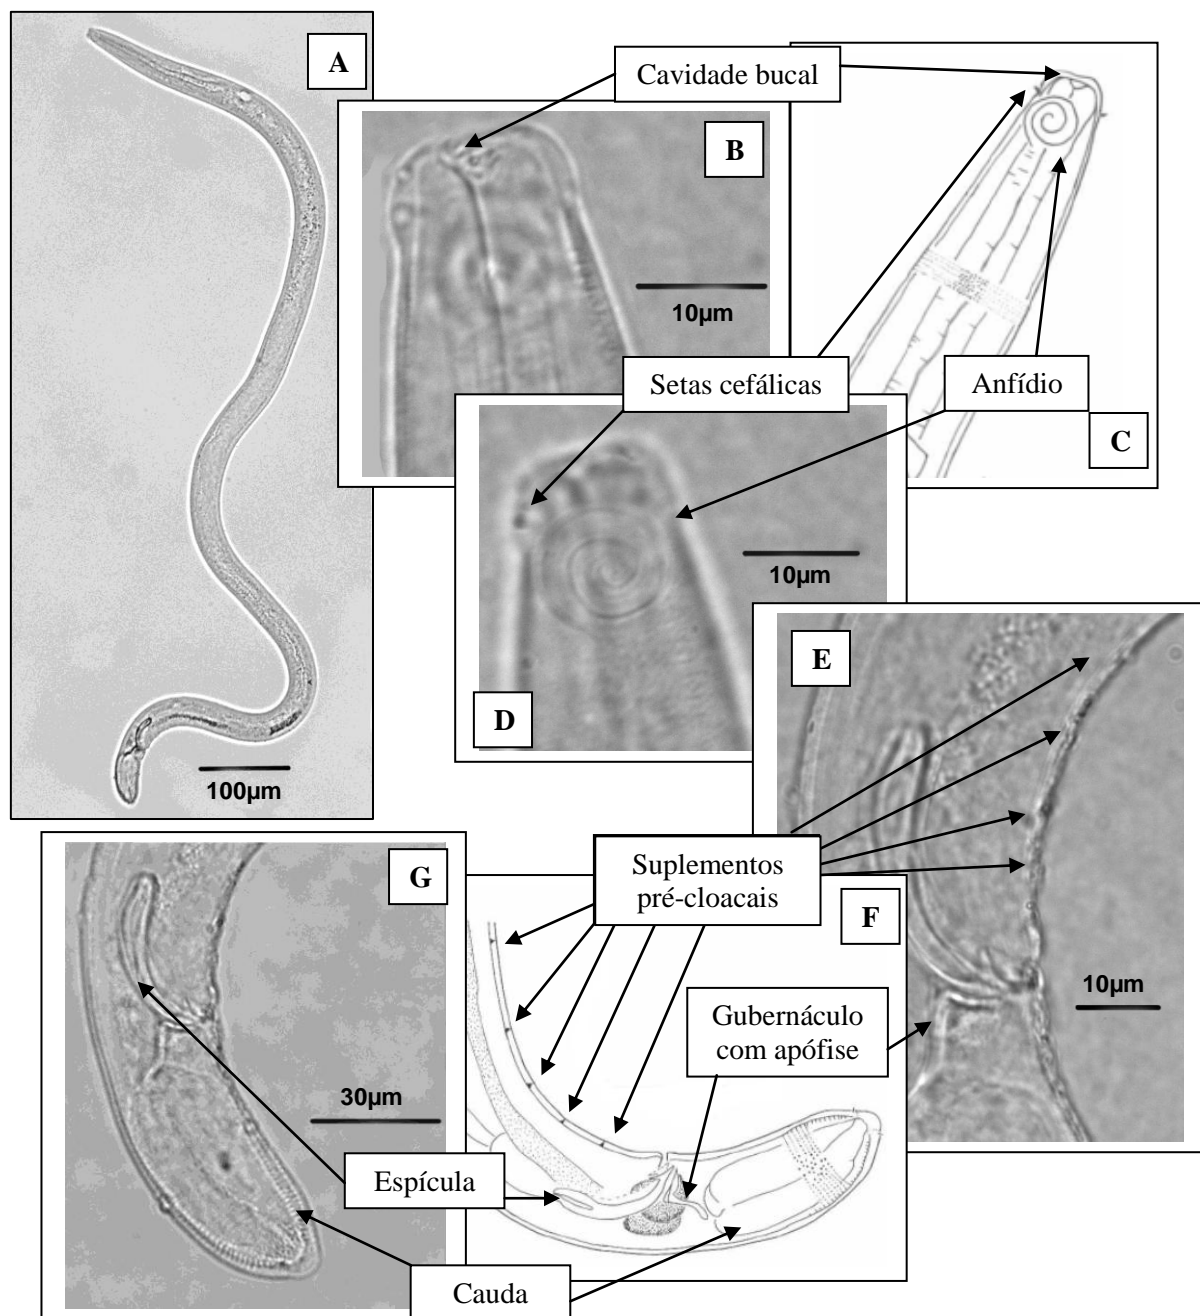 A
Cavidade bucal
B
10µm
Setas cefálicas
Anfídio
C
10µm
D
E
100µm
G
Suplementos
pré-cloacais
F
10µm
Gubernáculo
com apófise
30µm
Espícula
Cauda